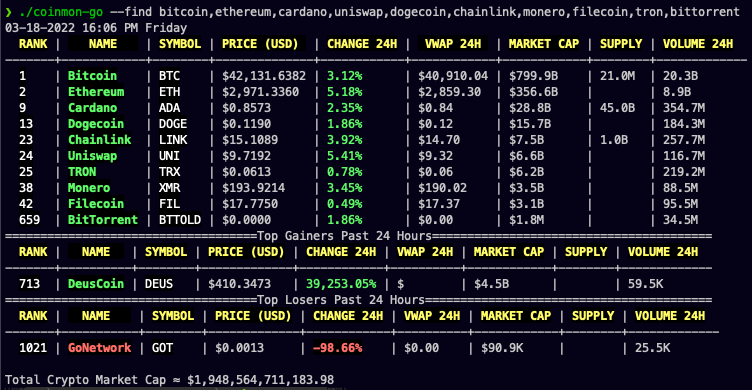 ❯ ./coinmon-go --find bitcoin,ethereum,cardano,uniswap,dogecoin,chainlink,monero,filecoin,tron,bittorrent
03-18-2022 16:06 PM Friday
RANK | NAME | SYMBOL | PRICE (USD) | CHANGE 24H | VWAP 24H | MARKET CAP | SUPPLY | VOLUME 24H
1 | Bitcoin | BTC | $42,131.6382 | 3.12% | $40,910.04 | $799.9B | 21.0M | 20.3B
2 | Ethereum | ETH | $2,971.3360 | 5.18% | $2,859.30 | $356.6B | | 8.9B
9 | Cardano | ADA | $0.8573 | 2.35% | $0.84 | $28.8B | 45.0B | 354.7M
13 | Dogecoin | DOGE | $0.1190 | 1.86% | $0.12 | $15.7B | | 184.3M
23 | Chainlink | LINK | $15.1089 | 3.92% | $14.70 | $7.5B | 1.0B | 257.7M
24 | Uniswap | UNI | $9.7192 | 5.41% | $9.32 | $6.6B | | 116.7M
25 | TRON | TRX | $0.0613 | 0.78% | $0.06 | $6.2B | | 219.2M
38 | Monero | XMR | $193.9214 | 3.45% | $190.02 | $3.5B | | 88.5M
42 | Filecoin | FIL | $17.7750 | 0.49% | $17.37 | $3.1B | | 95.5M
659 | BitTorrent | BTTOLD | $0.0000 | 1.86% | $0.00 | $1.8M | | 34.5M
Top Gainers Past 24 Hours
RANK | NAME | SYMBOL | PRICE (USD) | CHANGE 24H | VWAP 24H | MARKET CAP | SUPPLY | VOLUME 24H
713 | DeusCoin | DEUS | $410.3473 | 39,253.05% | $ | $4.5B | | 59.5K
Top Losers Past 24 Hours
RANK | NAME | SYMBOL | PRICE (USD) | CHANGE 24H | VWAP 24H | MARKET CAP | SUPPLY | VOLUME 24H
1021 | GoNetwork | GOT | $0.0013 | -98.66% | $0.00 | $90.9K | | 25.5K
Total Crypto Market Cap ≈ $1,948,564,711,183.98